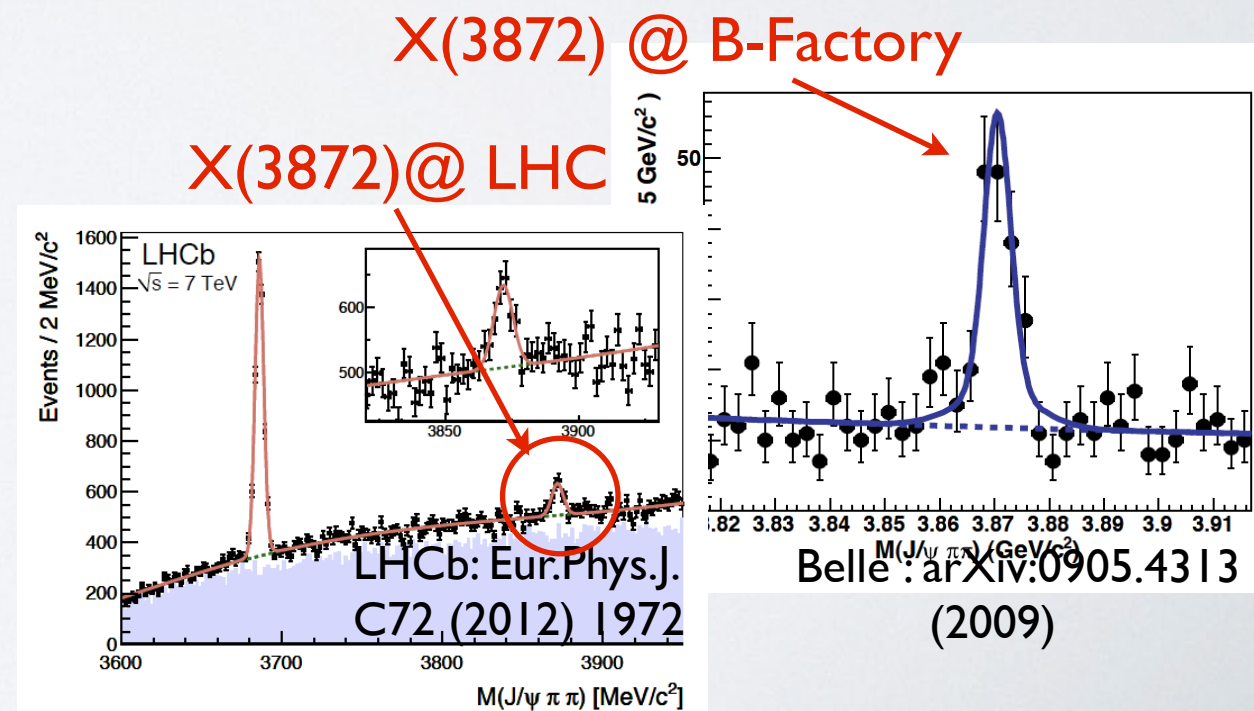 X(3872) @ B-Factory
X(3872)@ LHC
Events / 2 MeV/c²
1600
1400
1200
1000
800
600
400
200
0
LHCb
√s = 7 TeV
600
500
3850
3900
3600
3700
3800
3900
M(J/ψ π π) [MeV/c²]
LHCb: Eur.Phys.J.
C72 (2012) 1972
5 GeV/c²)
50
.82 3.83 3.84 3.85 3.86 3.87 3.88 3.89 3.9 3.91
M(J/ψ ππ) (GeV/c²)
Belle : arXiv:0905.4313
(2009)